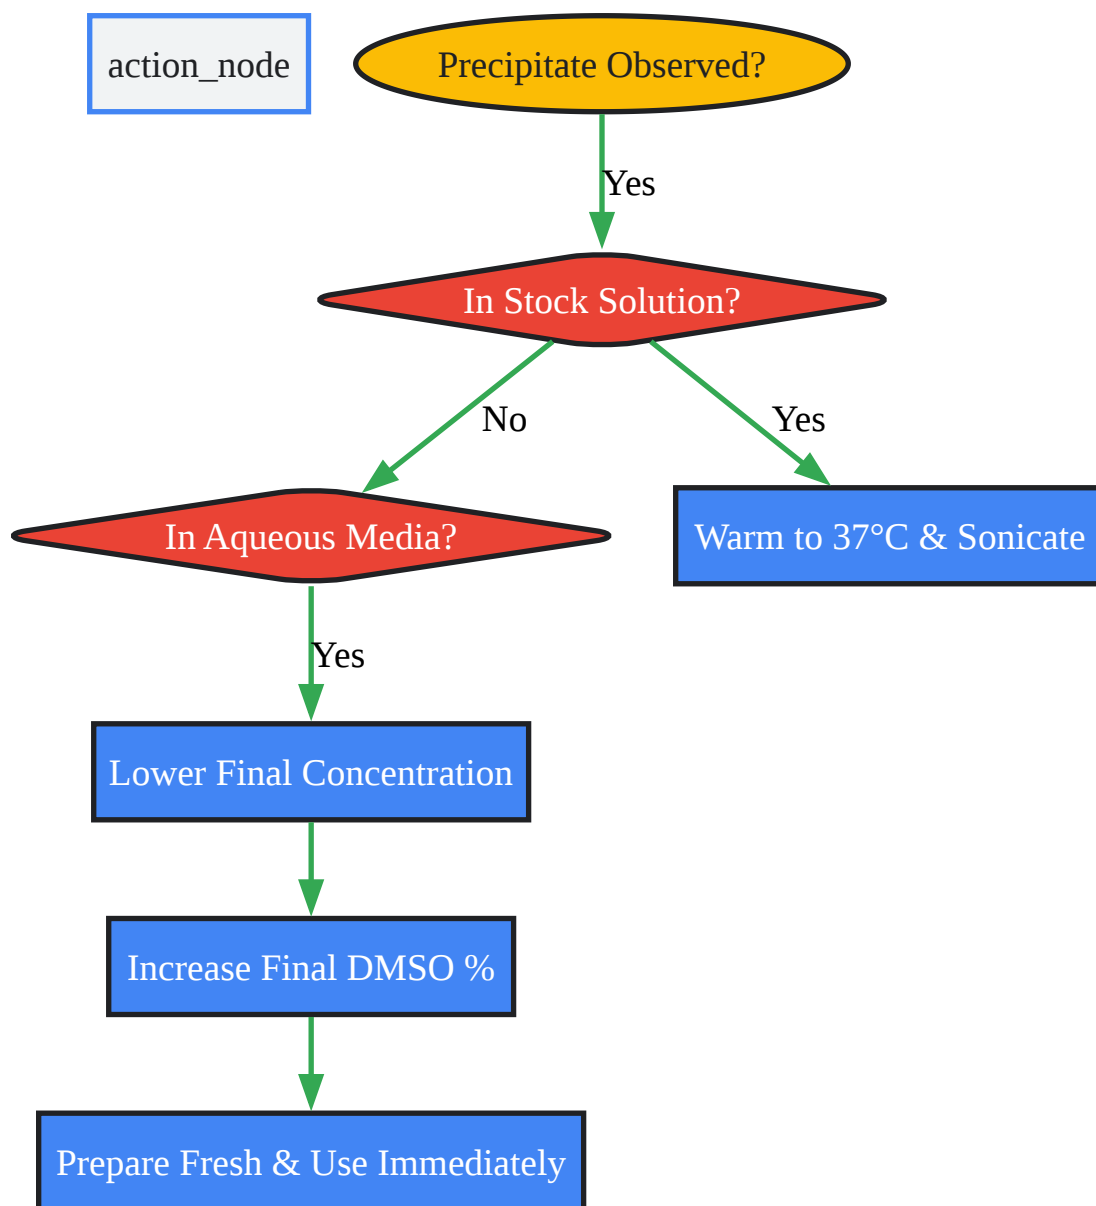 action_node
Precipitate Observed?
Yes
In Stock Solution?
No
Yes
In Aqueous Media?
Warm to 37°C & Sonicate
Yes
Lower Final Concentration
Increase Final DMSO %
Prepare Fresh & Use Immediately